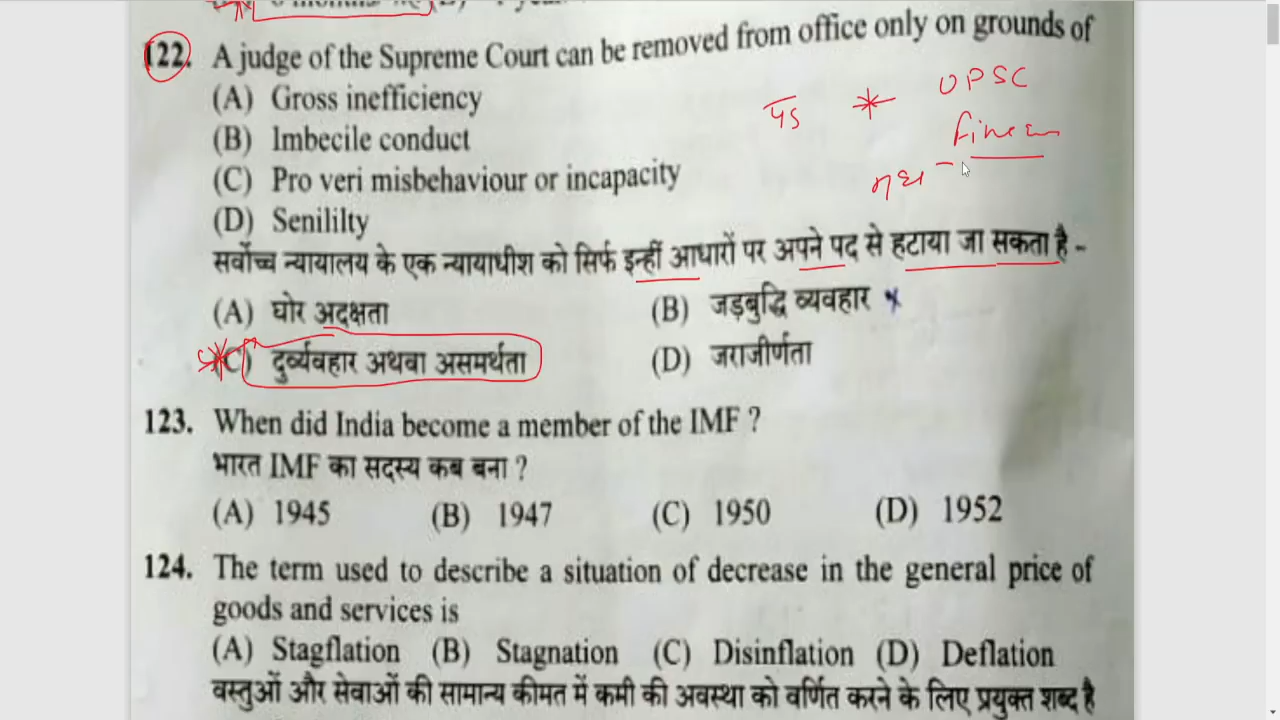 122. A judge of the Supreme Court can be removed from office only on grounds of
(A) Gross inefficiency
(B) Imbecile conduct
(C) Pro veri misbehaviour or incapacity
(D) Senililty
सर्वोच्च न्यायालय के एक न्यायाधीश को सिर्फ इन्हीं आधारों पर अपने पद से हटाया जा सकता है -
(A) घोर अदक्षता (B) जड़बुद्धि व्यवहार
(C) दुर्व्यवहार अथवा असमर्थता (D) जराजीर्णता
UPSC
123. When did India become a member of the IMF ?
भारत IMF का सदस्य कब बना ?
(A) 1945 (B) 1947 (C) 1950 (D) 1952
124. The term used to describe a situation of decrease in the general price of
goods and services is
(A) Stagflation (B) Stagnation (C) Disinflation (D) Deflation
वस्तुओं और सेवाओं की सामान्य कीमत में कमी की अवस्था को वर्णित करने के लिए प्रयुक्त शब्द है